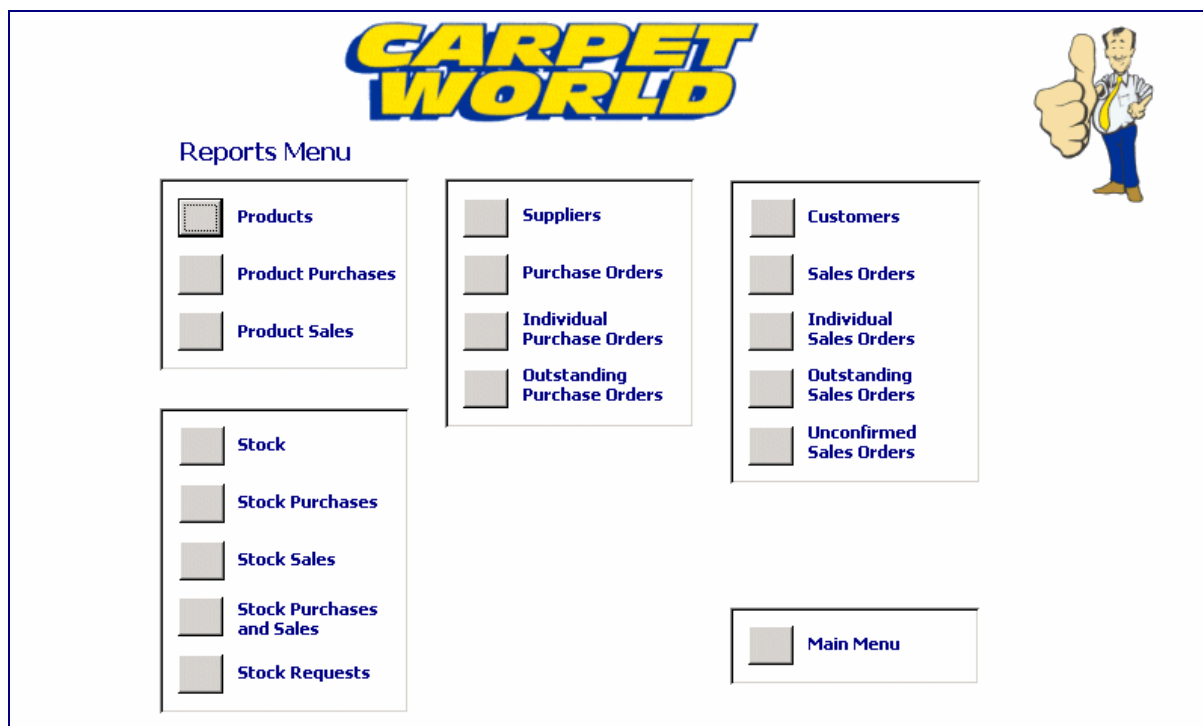 CARPET
WORLD
Reports Menu
Products
Product Purchases
Product Sales
Suppliers
Purchase Orders
Individual
Purchase Orders
Outstanding
Purchase Orders
Customers
Sales Orders
Individual
Sales Orders
Outstanding
Sales Orders
Unconfirmed
Sales Orders
Stock
Stock Purchases
Stock Sales
Stock Purchases
and Sales
Stock Requests
Main Menu